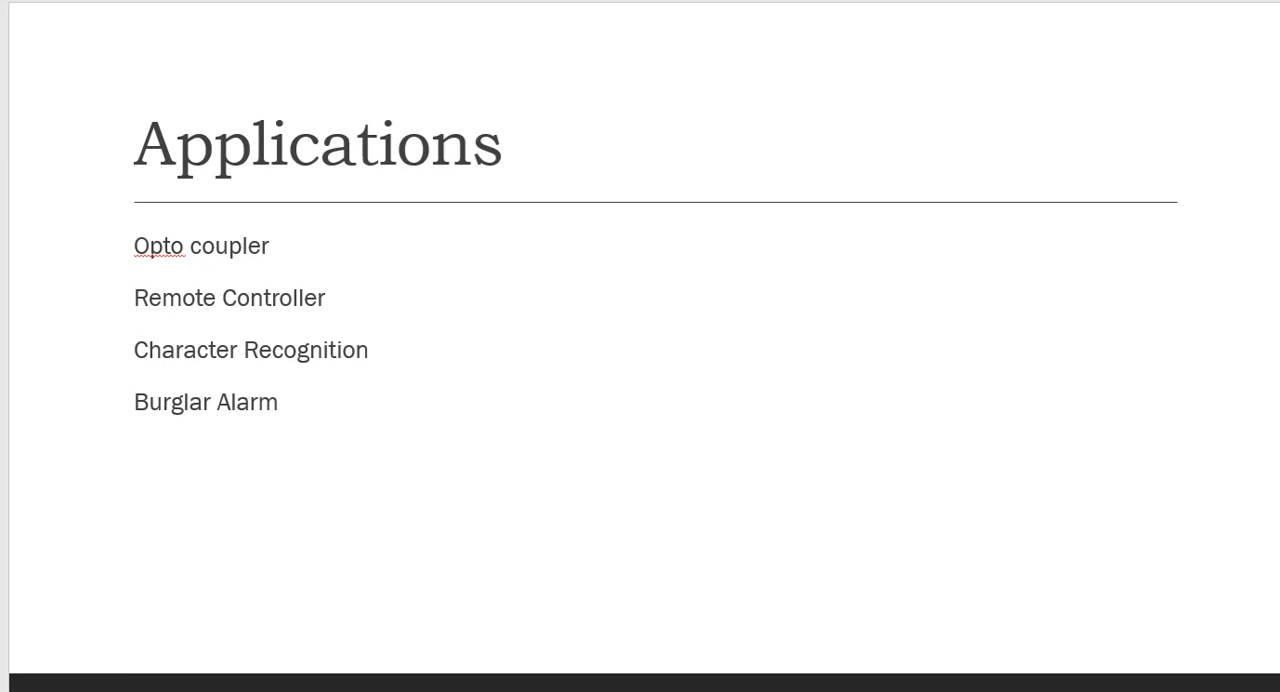 Applications
Opto coupler
Remote Controller
Character Recognition
Burglar Alarm